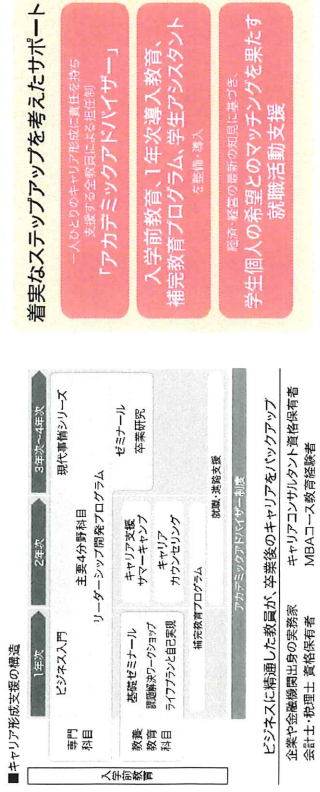 ■キャリア形成支援の構造
1年次
2年次
3年次〜4年次
入学前教育
専門
科目
ビジネス入門
主要4分野科目
現代事情シリーズ
リーダーシップ開発プログラム
教養
教育
科目
基礎ゼミナール
課題解決ワークショップ
ライフプランと自己実現
キャリア支援
サマーキャンプ
キャリア
カウンセリング
ゼミナール
卒業研究
補完教育プログラム
就職・進路支援
アカデミックアドバイザー制度
ビジネスに精通した教員が、卒業後のキャリアをバックアップ
企業や金融機関出身の実務家
キャリアコンサルタント資格保有者
会計士・税理士 資格保有者
MBAコース教育経験者
着実なステップアップを考えたサポート
一人ひとりのキャリア形成に責任を持ち
支援する全教員による担任制
「アカデミックアドバイザー」
入学前教育、1年次導入教育、
補完教育プログラム、学生アシスタント
を整備・導入
経済・経営の最新の知見に基づき、
学生個人の希望とのマッチングを果たす
就職活動支援